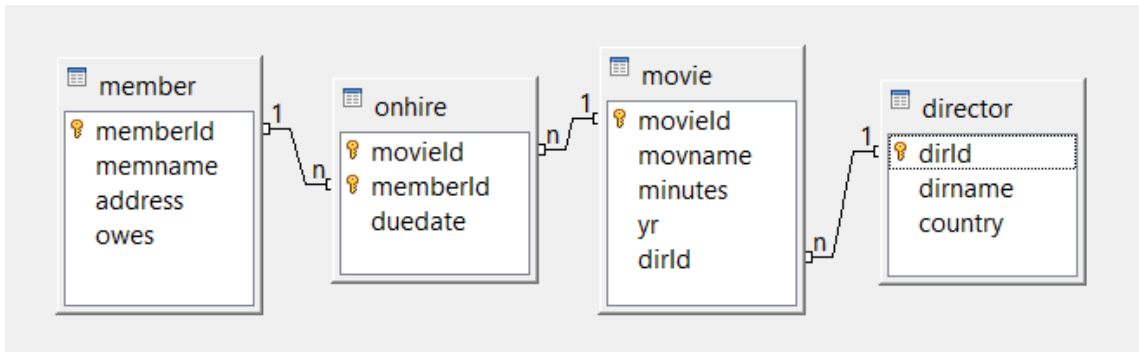 member
memberId
memname
address
owes
1
n
onhire
movieId
memberId
duedate
n
1
movie
movieId
movname
minutes
yr
dirId
n
1
director
dirId
dirname
country